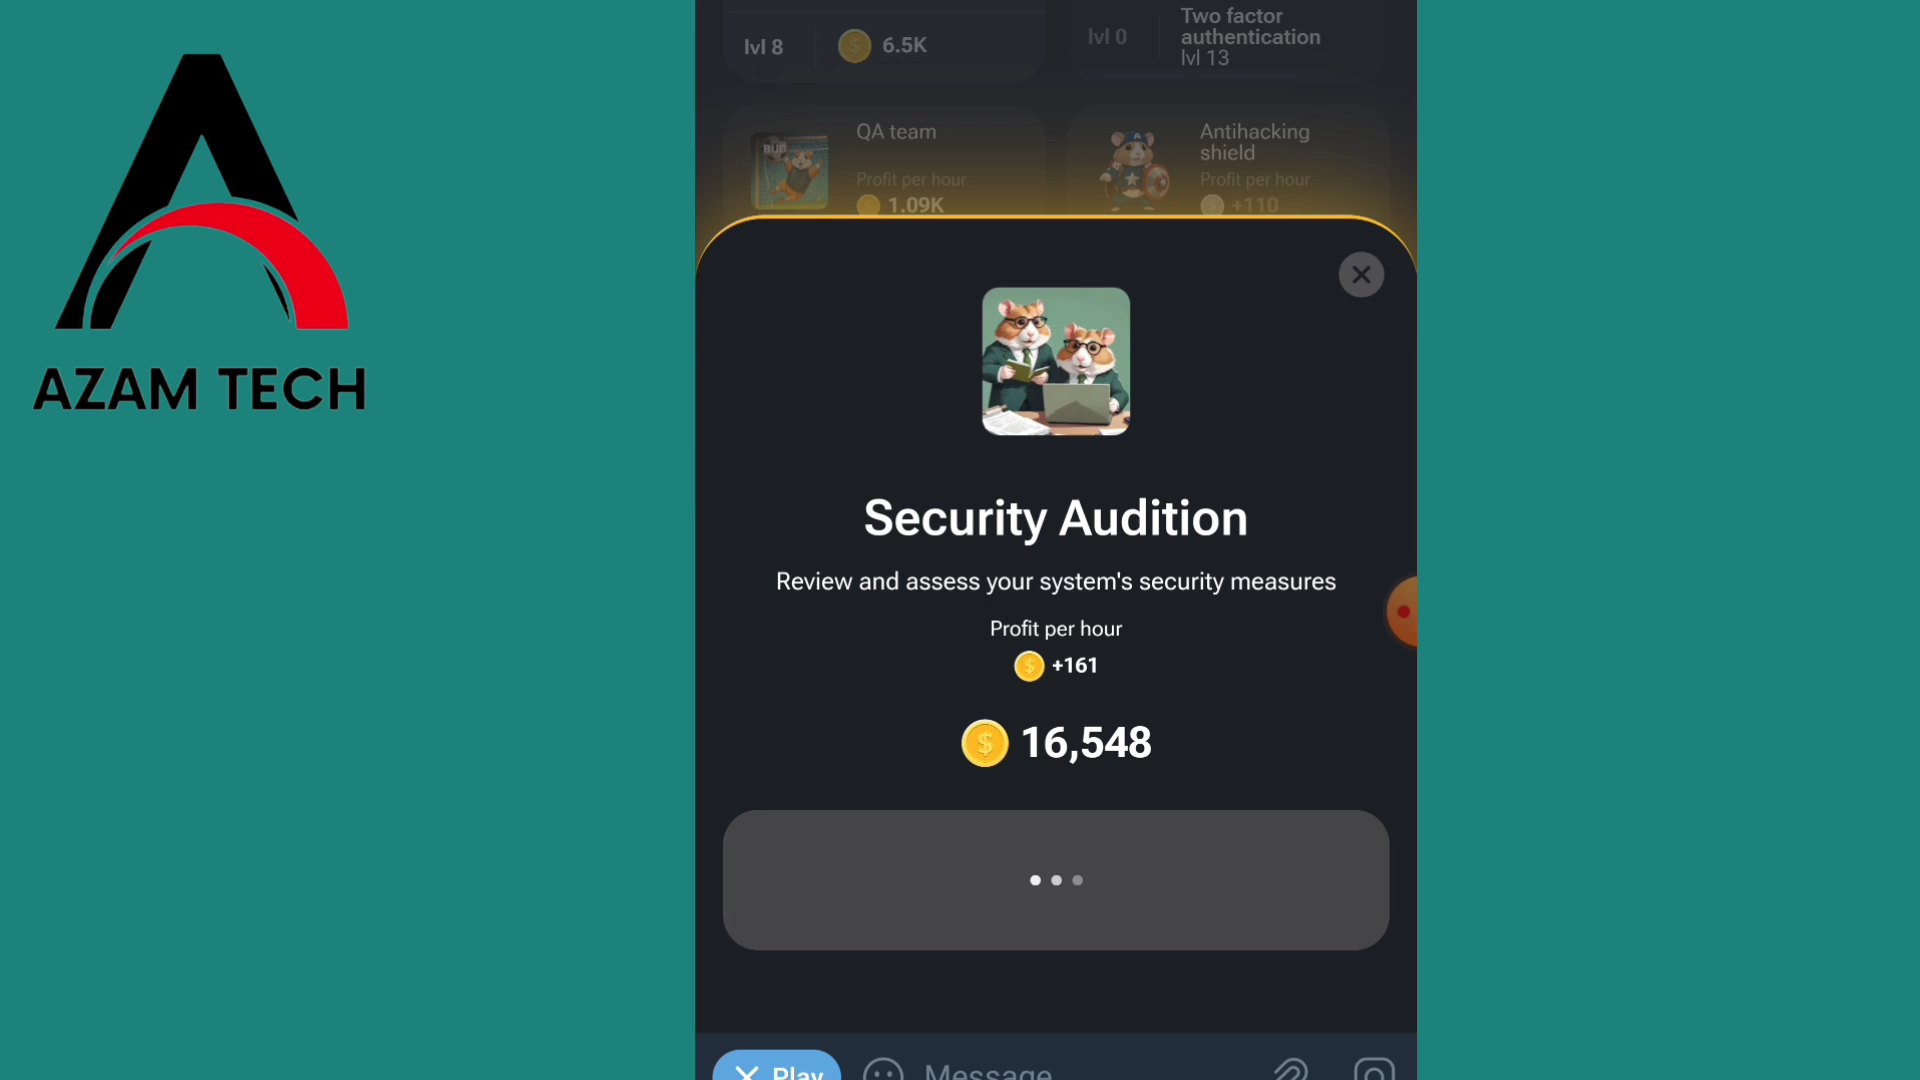 AZAM TECH
lvl 8
6.5K
lvl 0
Two factor
authentication
lvl 13
BUG
QA team
Profit per hour
1.09K
Antihacking
shield
Profit per hour
+110
Security Audition
Review and assess your system's security measures
Profit per hour
+161
16,548
Play
Message